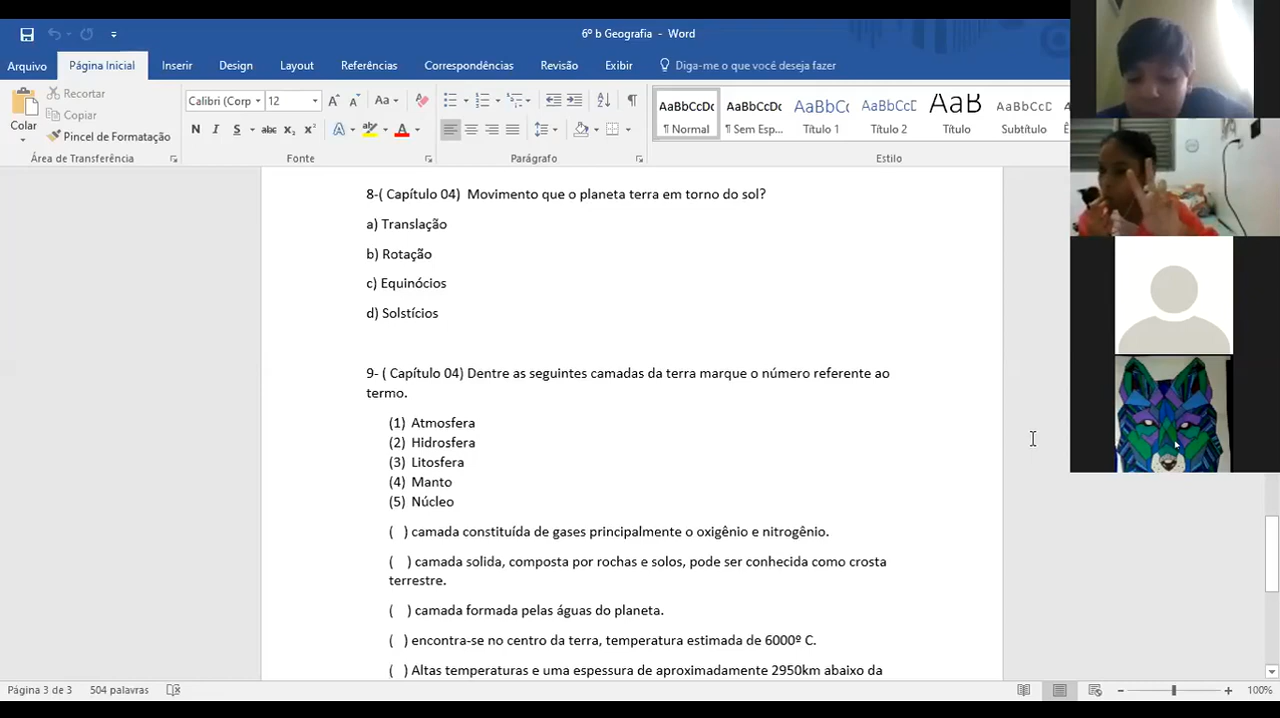 6º b Geografia - Word
Arquivo Página Inicial Inserir Design Layout Referências Correspondências Revisão Exibir Diga-me o que você deseja fazer
Colar
Recortar
Copiar
Pincel de Formatação
Área de Transferência
Calibri (Corp 12
Aa
N I S abc X₂ X²
A
Fonte
Parágrafo
AaBbCcDc AaBbCcDc AaBbCc AaBbCcD AaB AaBbCcD
¶ Normal ¶ Sem Esp... Título 1 Título 2 Título Subtítulo
Estilo
8-( Capítulo 04) Movimento que o planeta terra em torno do sol?
a) Translação
b) Rotação
c) Equinócios
d) Solstícios
9- ( Capítulo 04) Dentre as seguintes camadas da terra marque o número referente ao
termo.
(1) Atmosfera
(2) Hidrosfera
(3) Litosfera
(4) Manto
(5) Núcleo
( ) camada constituída de gases principalmente o oxigênio e nitrogênio.
( ) camada solida, composta por rochas e solos, pode ser conhecida como crosta
terrestre.
( ) camada formada pelas águas do planeta.
( ) encontra-se no centro da terra, temperatura estimada de 6000º C.
( ) Altas temperaturas e uma espessura de aproximadamente 2950km abaixo da
Página 3 de 3 504 palavras
100%